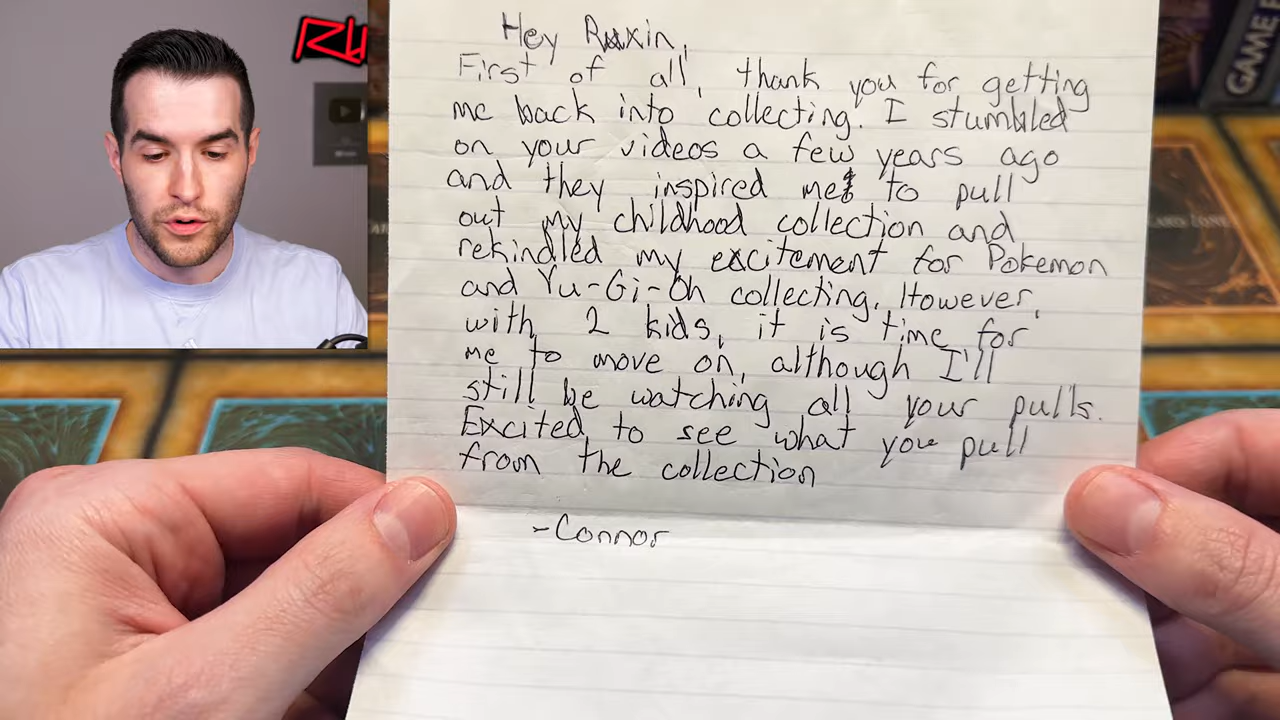 RU
GAME
Hey Ruxin,
First of all, thank you for getting
me back into collecting. I stumbled
on your videos a few years ago
and they inspired me to pull
out my childhood collection and
rekindled my excitement for Pokemon
and Yu-Gi-Oh collecting. However,
with 2 kids, it is time for
me to move on, although I'll
still be watching all your pulls.
Excited to see what you pull
from the collection
-Connor